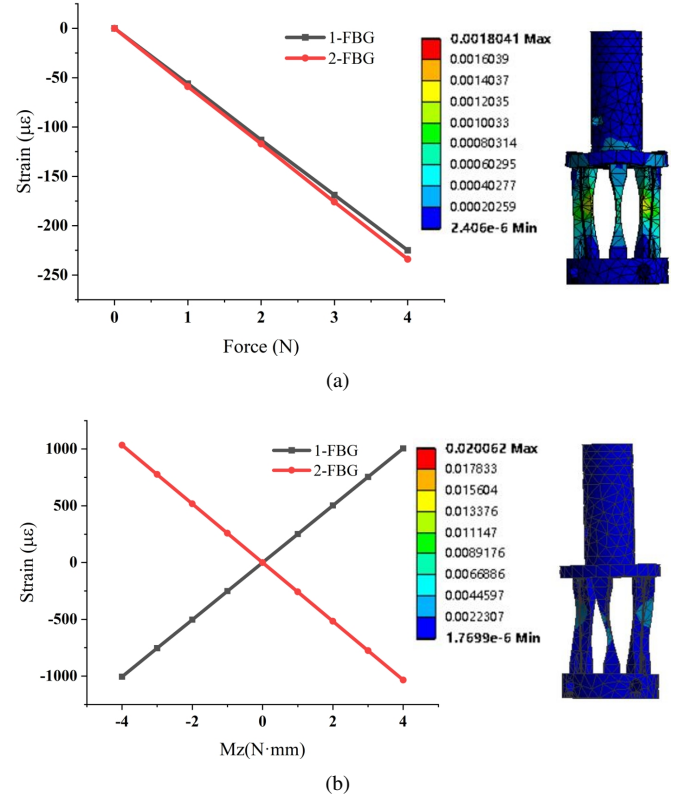 0
-50
-100
-150
-200
-250
Strain (με)
1-FBG
2-FBG
0 1 2 3 4
Force (N)
0.0018041 Max
0.0016039
0.0014037
0.0012035
0.0010033
0.00080314
0.00060295
0.00040277
0.00020259
2.406e-6 Min
(a)
1000
500
0
-500
-1000
Strain (με)
1-FBG
2-FBG
-4 -2 0 2 4
Mz(N·mm)
0.020062 Max
0.017833
0.015604
0.013376
0.011147
0.0089176
0.0066886
0.0044597
0.0022307
1.7699e-6 Min
(b)